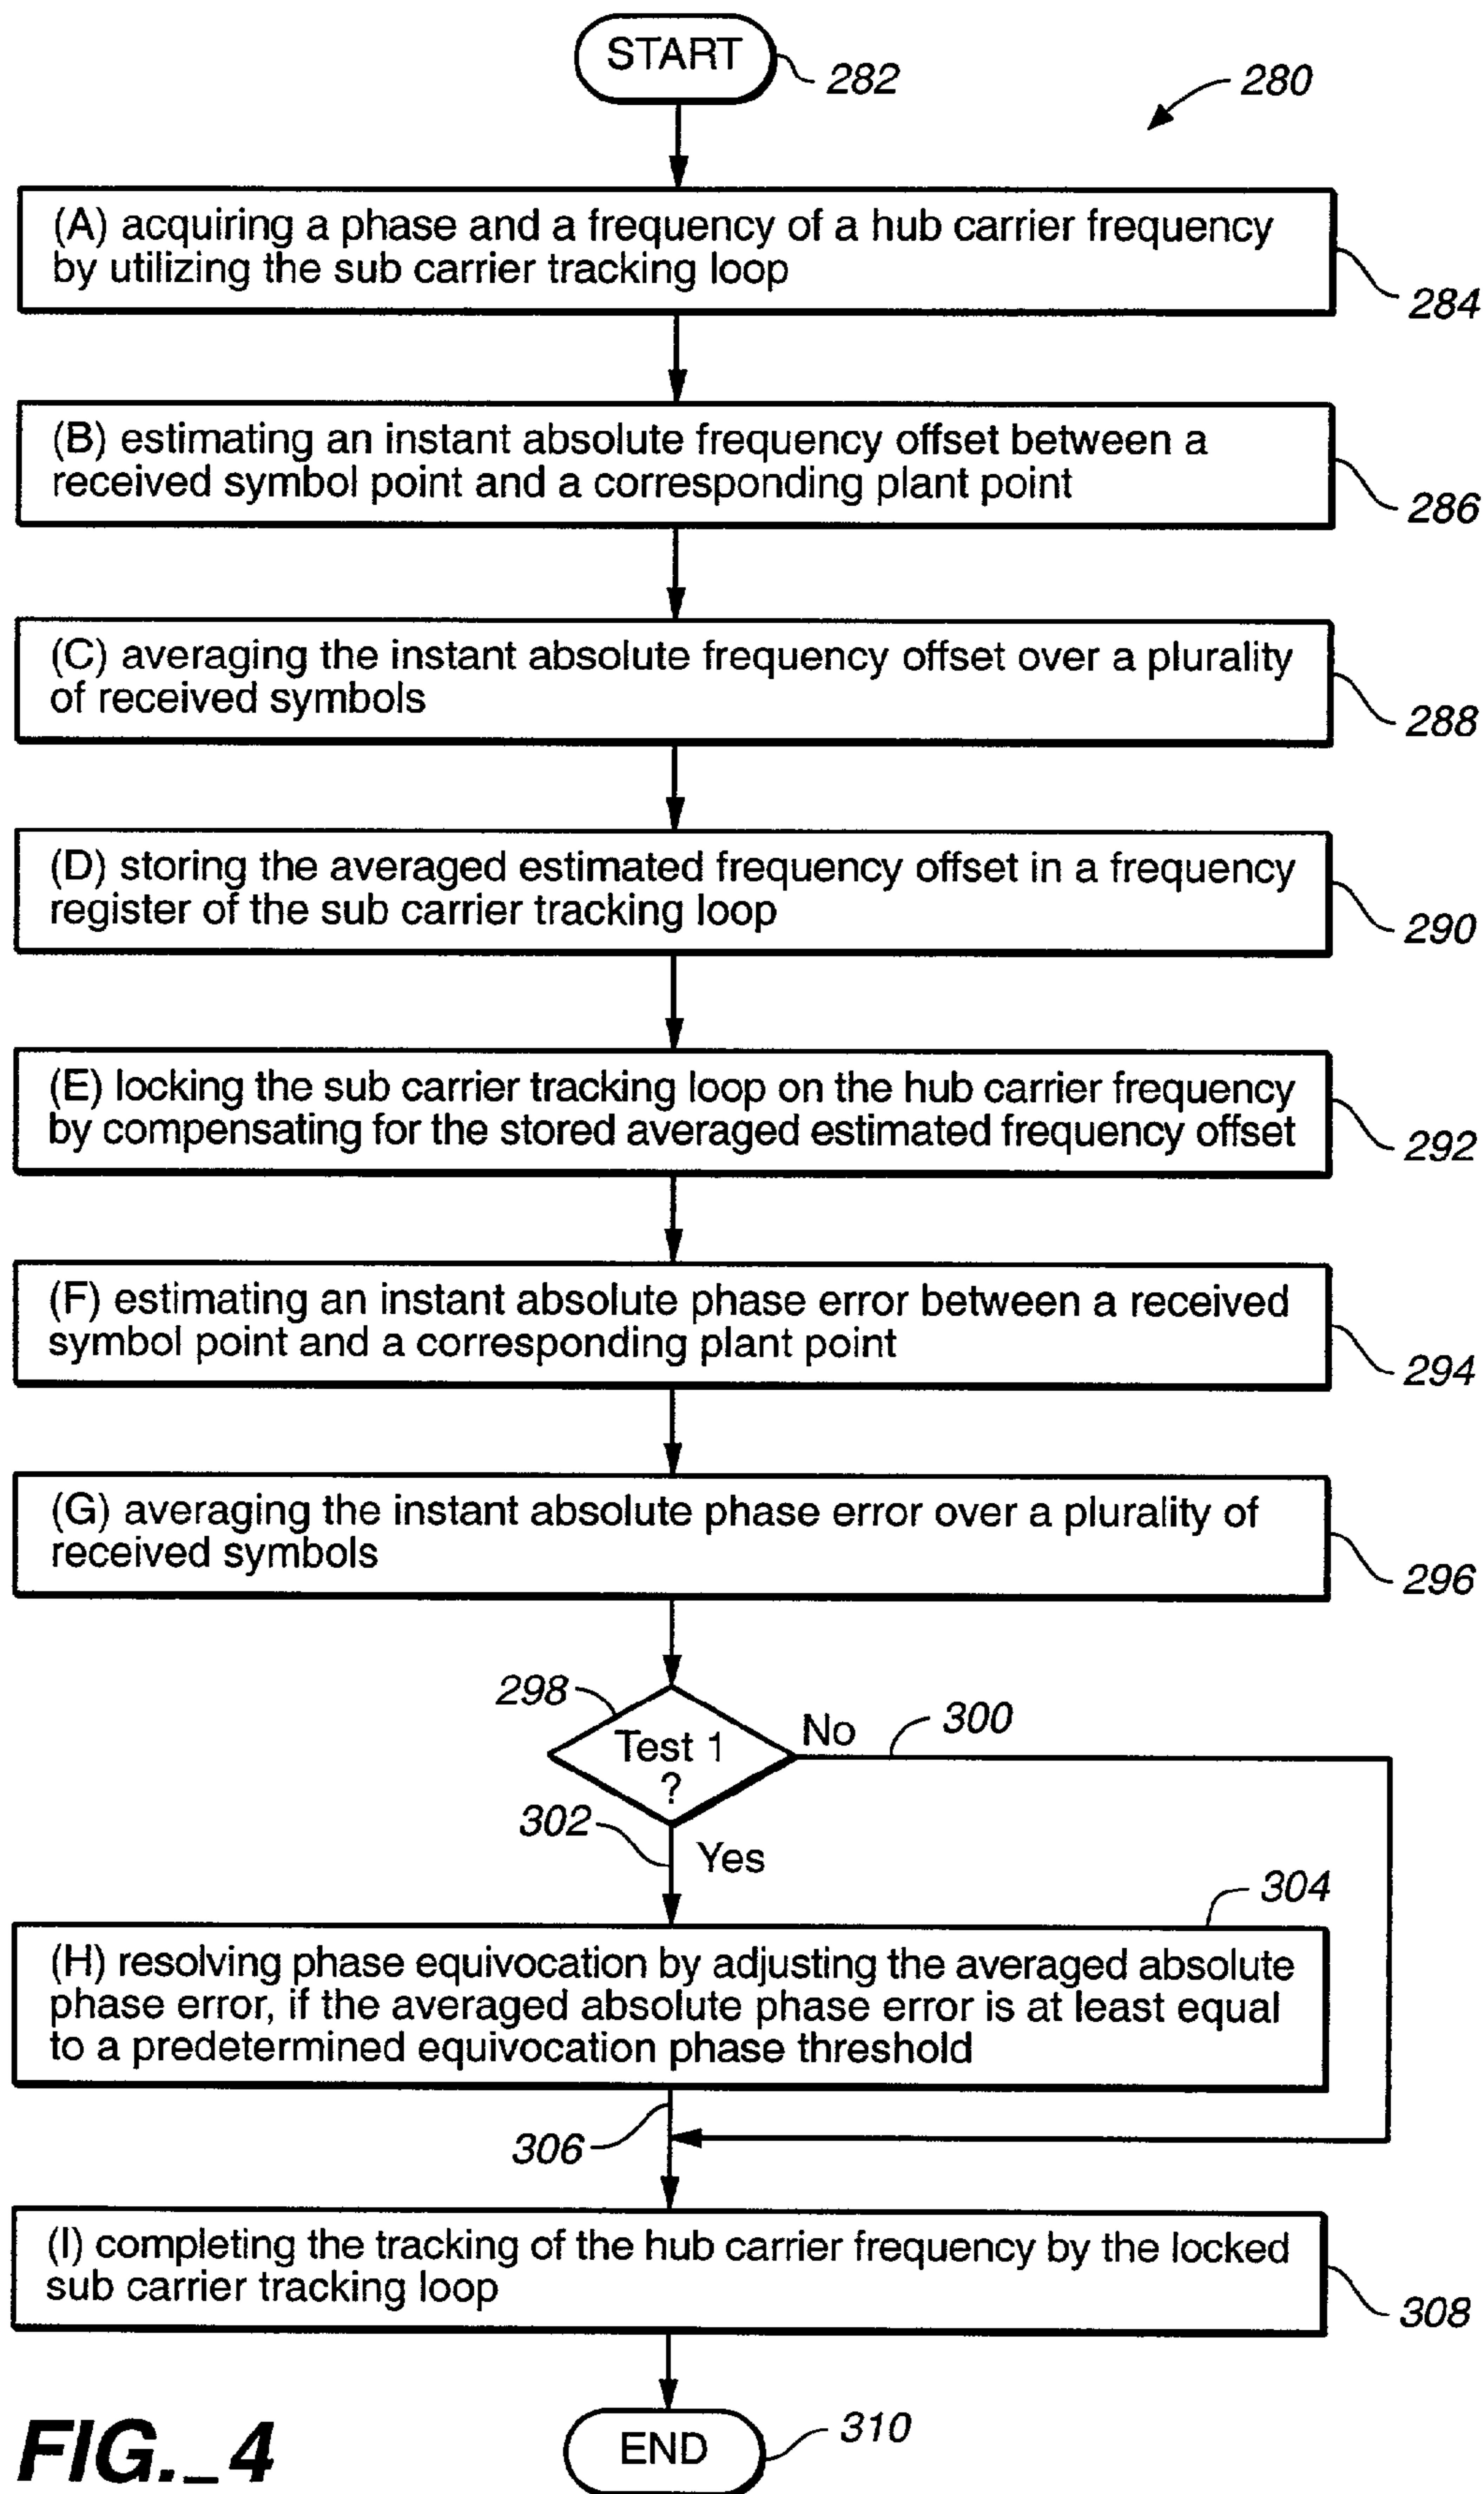 START
282
280
(A) acquiring a phase and a frequency of a hub carrier frequency
by utilizing the sub carrier tracking loop
284
(B) estimating an instant absolute frequency offset between a
received symbol point and a corresponding plant point
286
(C) averaging the instant absolute frequency offset over a plurality
of received symbols
288
(D) storing the averaged estimated frequency offset in a frequency
register of the sub carrier tracking loop
290
(E) locking the sub carrier tracking loop on the hub carrier frequency
by compensating for the stored averaged estimated frequency offset
292
(F) estimating an instant absolute phase error between a received
symbol point and a corresponding plant point
294
(G) averaging the instant absolute phase error over a plurality of
received symbols
296
298
Test 1
?
No
300
302
Yes
304
(H) resolving phase equivocation by adjusting the averaged absolute
phase error, if the averaged absolute phase error is at least equal
to a predetermined equivocation phase threshold
306
(I) completing the tracking of the hub carrier frequency by the locked
sub carrier tracking loop
308
END
310
FIG._4